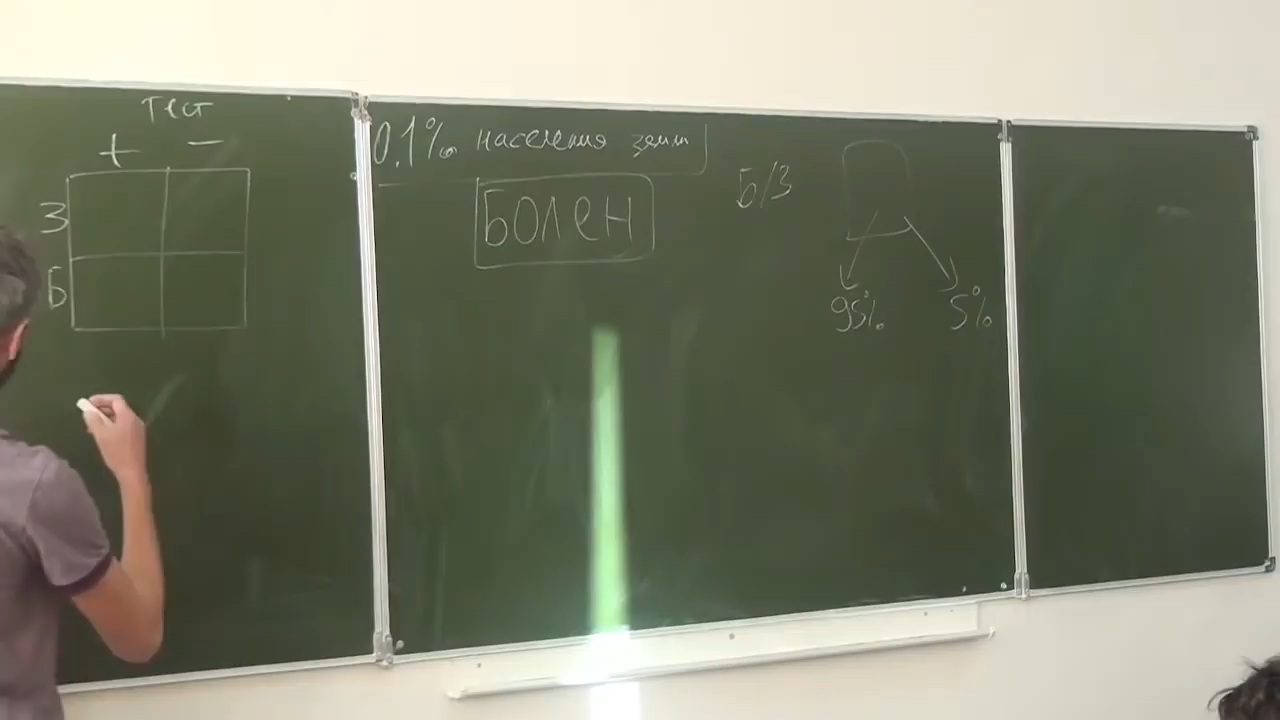 Тест
+ −
З
Б
0.1% населения земли
БОЛЕН
Б/З
95% 5%